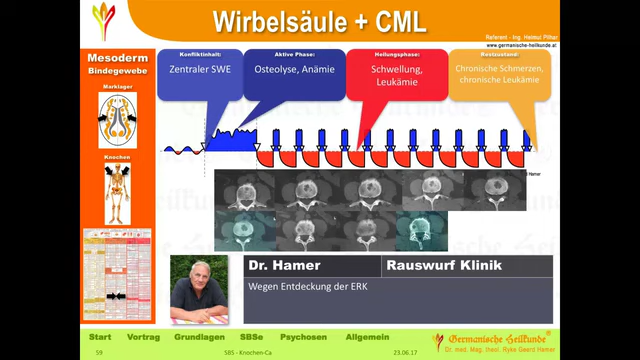 Wirbelsäule + CML
Referent - Ing. Helmut Pilhar
www.germanische-heilkunde.at
Mesoderm
Bindegewebe
Marklager
Knochen
Konfliktinhalt:
Zentraler SWE
Aktive Phase:
Osteolyse, Anämie
Heilungsphase:
Schwellung,
Leukämie
Restzustand:
Chronische Schmerzen,
chronische Leukämie
Dr. Hamer
Rauswurf Klinik
Wegen Entdeckung der ERK
Start Vortrag Grundlagen SBSe Psychosen Allgemein
Germanische Heilkunde
Dr. med. Mag. theol. Ryke Geerd Hamer
59 SBS - Knochen-Ca 23.06.17